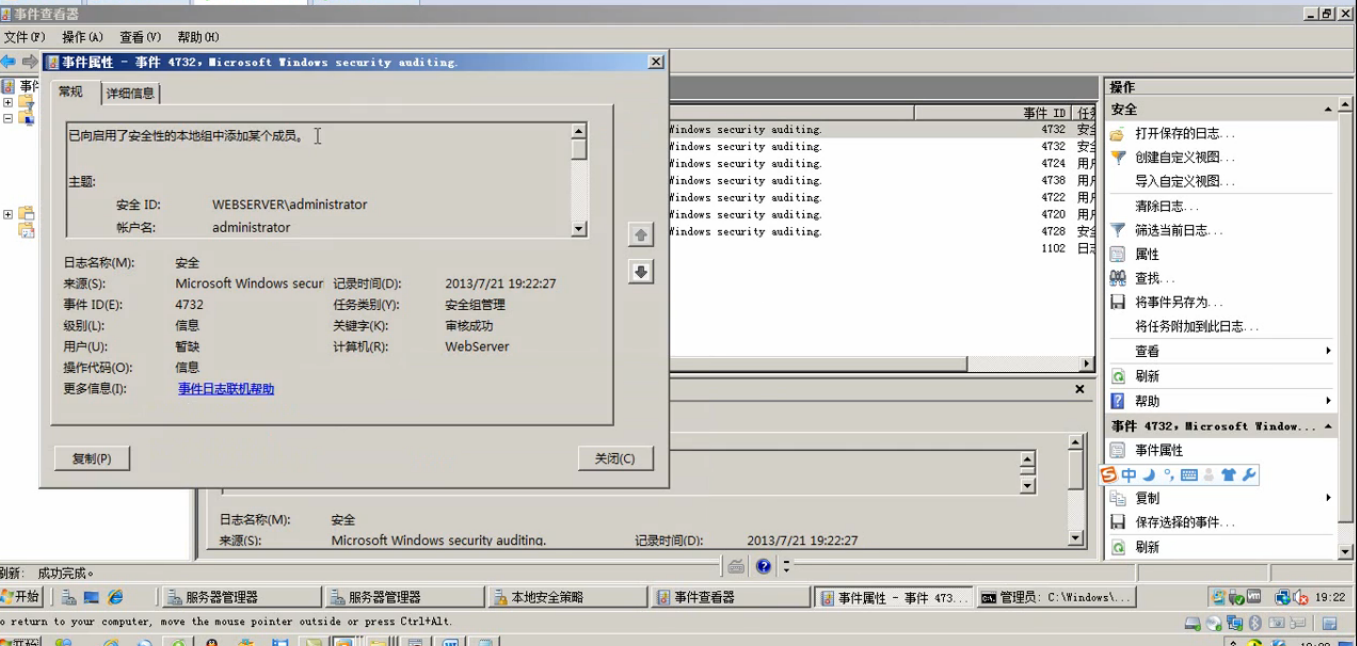 事件查看器
文件(F) 操作(A) 查看(V) 帮助(H)
事件属性 - 事件 4732，Microsoft Windows security auditing.
常规 详细信息
已向启用了安全性的本地组中添加某个成员。
主题:
安全 ID: WEBSERVER\administrator
帐户名: administrator
日志名称(M): 安全
来源(S): Microsoft Windows secur 记录时间(D): 2013/7/21 19:22:27
事件 ID(E): 4732 任务类别(Y): 安全组管理
级别(L): 信息 关键字(K): 审核成功
用户(U): 暂缺 计算机(R): WebServer
操作代码(O): 信息
更多信息(I): 事件日志联机帮助
复制(P) 关闭(C)
事件 ID 任
Windows security auditing. 4732 安全
Windows security auditing. 4732 安全
Windows security auditing. 4724 用户
Windows security auditing. 4738 用户
Windows security auditing. 4722 用户
Windows security auditing. 4720 用户
Windows security auditing. 4728 安全
1102 日志
日志名称(M): 安全
来源(S): Microsoft Windows security auditing. 记录时间(D): 2013/7/21 19:22:27
操作
安全
打开保存的日志...
创建自定义视图...
导入自定义视图...
清除日志...
筛选当前日志...
属性
查找...
将事件另存为...
将任务附加到此日志...
查看
刷新
帮助
事件 4732，Microsoft Window...
事件属性
中
复制
保存选择的事件...
刷新
刷新: 成功完成。
开始 服务器管理器 服务器管理器 本地安全策略 事件查看器 事件属性 - 事件 473... 管理员: C:\Windows\... 19:22
o return to your computer, move the mouse pointer outside or press Ctrl+Alt.